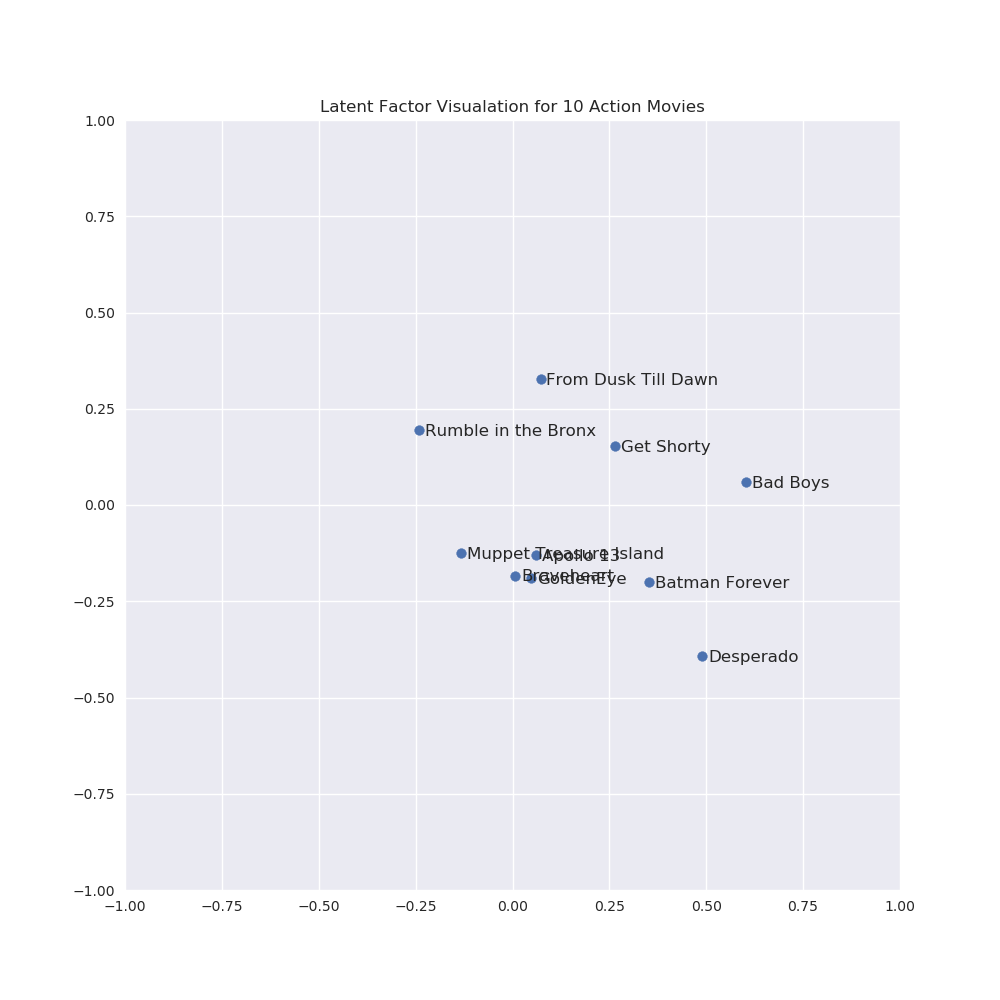 Latent Factor Visualation for 10 Action Movies
1.00
0.75
0.50
From Dusk Till Dawn
0.25
Rumble in the Bronx
Get Shorty
Bad Boys
0.00
Muppet Treasure Island
Apollo 13
Braveheart
GoldenEye
Batman Forever
−0.25
Desperado
−0.50
−0.75
−1.00
−1.00 −0.75 −0.50 −0.25 0.00 0.25 0.50 0.75 1.00